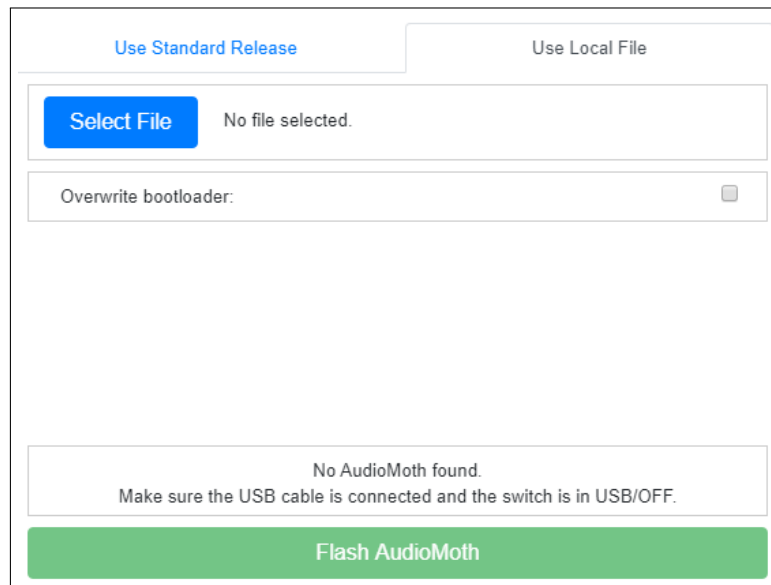 Use Standard Release
Use Local File
Select File
No file selected.
Overwrite bootloader:
No AudioMoth found.
Make sure the USB cable is connected and the switch is in USB/OFF.
Flash AudioMoth